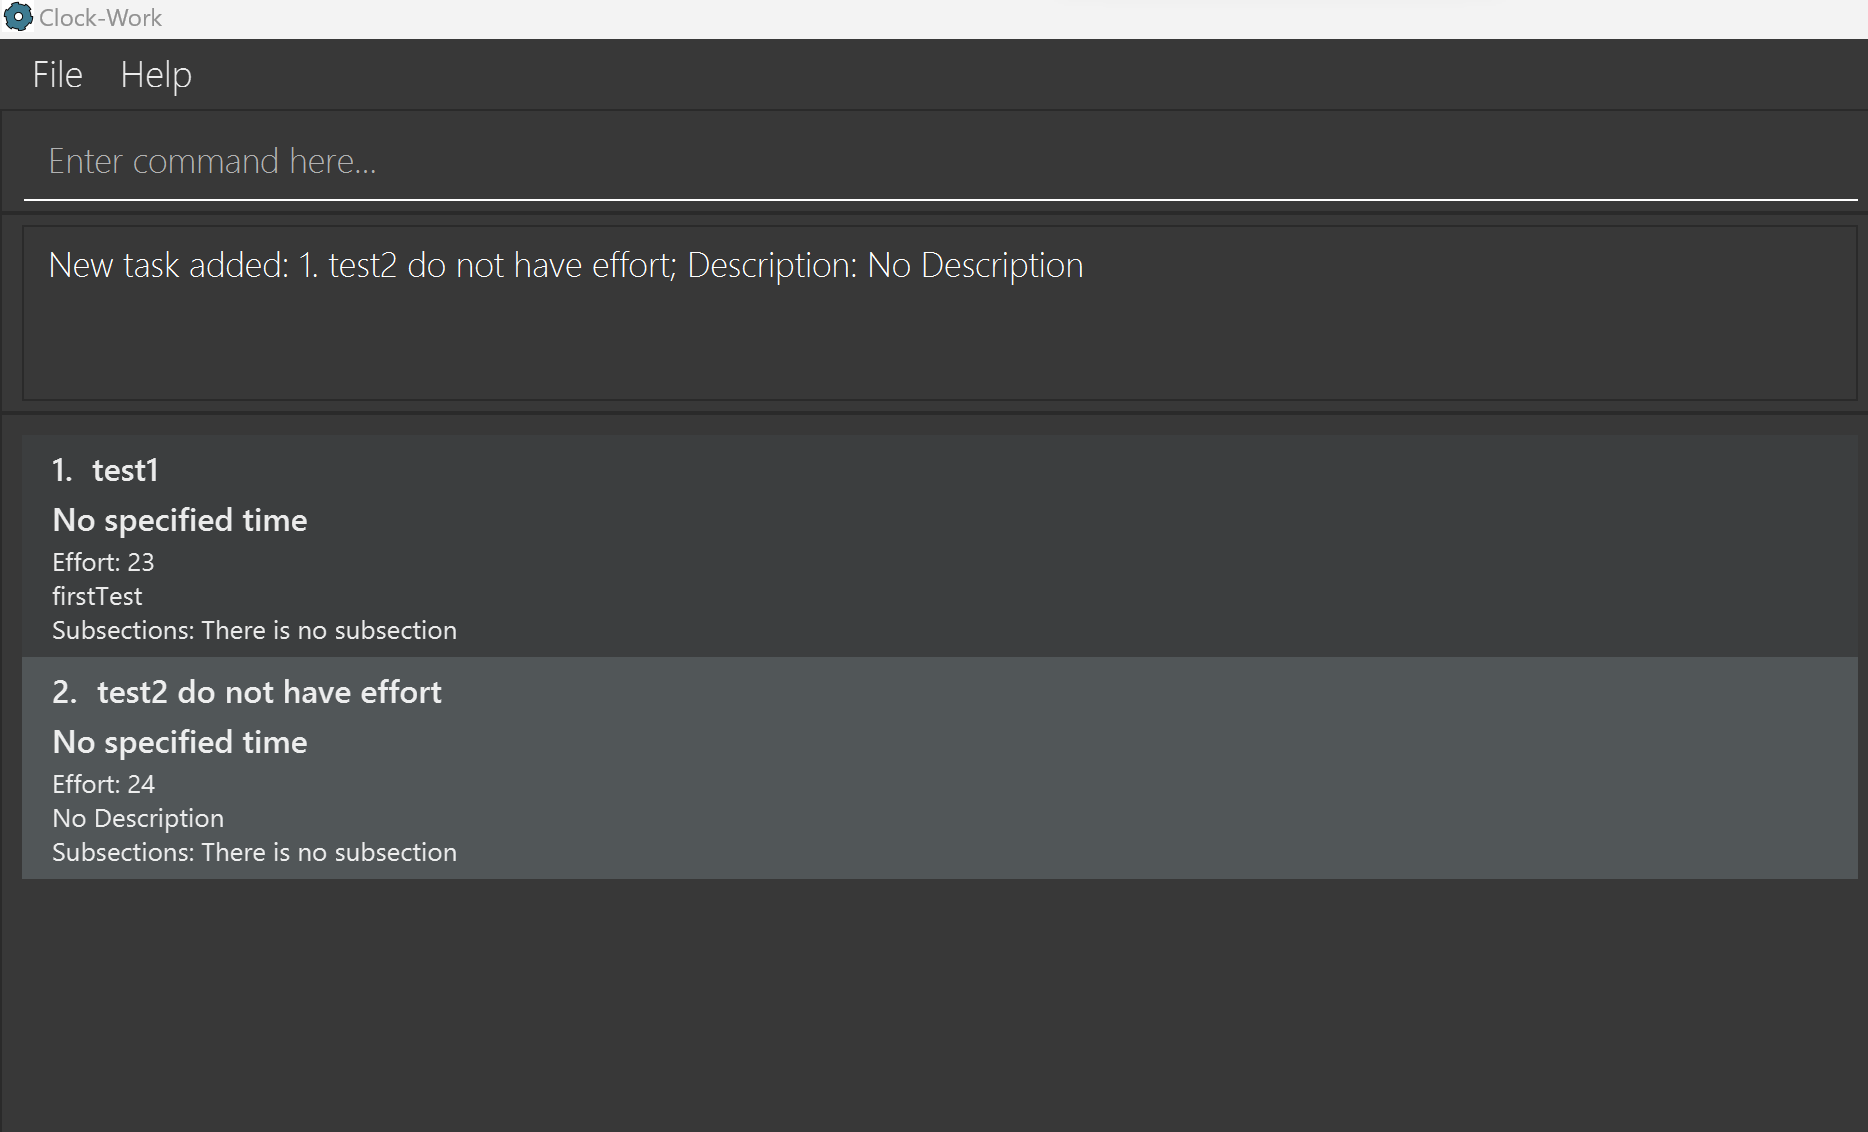 Clock-Work
File Help
Enter command here...
New task added: 1. test2 do not have effort; Description: No Description
1. test1
No specified time
Effort: 23
firstTest
Subsections: There is no subsection
2. test2 do not have effort
No specified time
Effort: 24
No Description
Subsections: There is no subsection